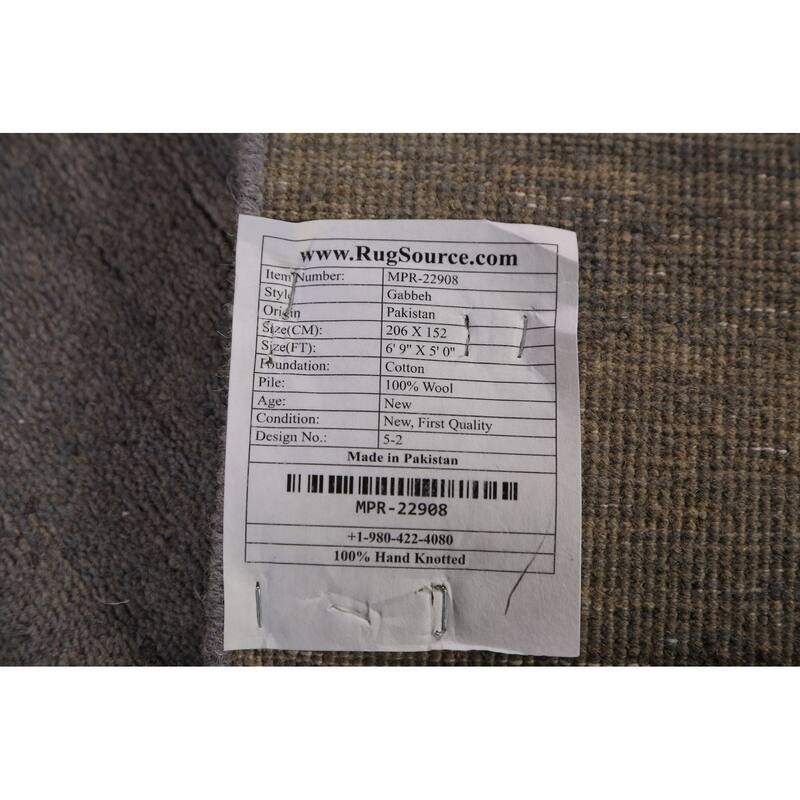 www.RugSource.com
Item Number: MPR-22908
Style Gabbeh
Origin Pakistan
Size(CM): 206 X 152
Size(FT): 6' 9" X 5' 0"
Foundation: Cotton
Pile: 100% Wool
Age: New
Condition: New, First Quality
Design No.: 5-2
Made in Pakistan
MPR-22908
+1-980-422-4080
100% Hand Knotted